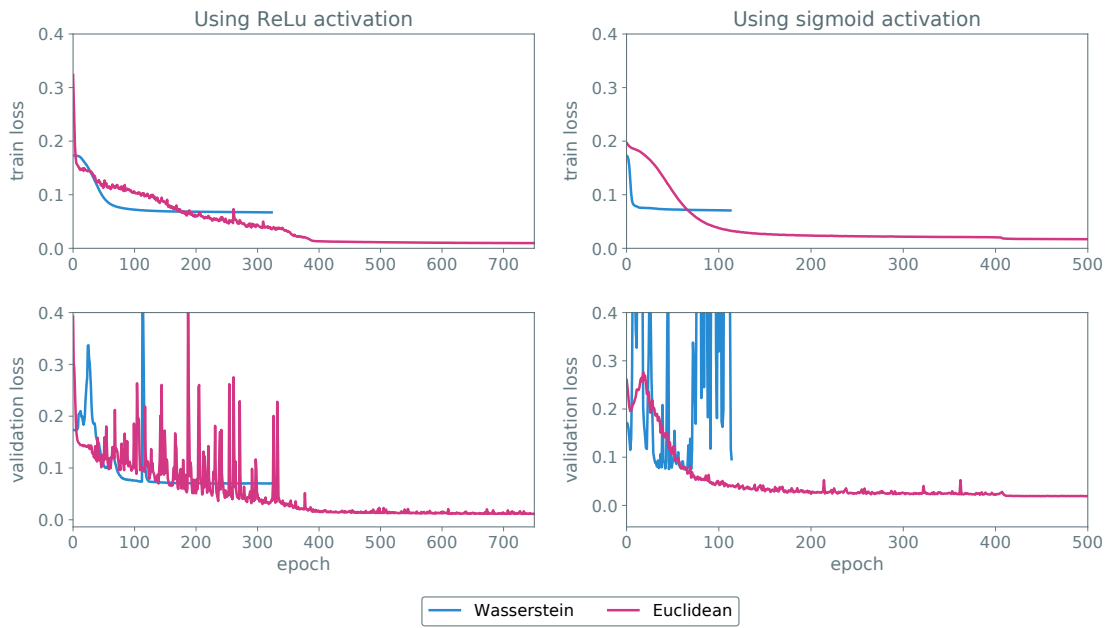 Using ReLu activation
Using sigmoid activation
0.4
0.3
0.2
0.1
0.0
train loss
0 100 200 300 400 500 600 700
0.4
0.3
0.2
0.1
0.0
train loss
0 100 200 300 400 500
0.4
0.3
0.2
0.1
0.0
validation loss
0 100 200 300 400 500 600 700
epoch
0.4
0.3
0.2
0.1
0.0
validation loss
0 100 200 300 400 500
epoch
Wasserstein
Euclidean